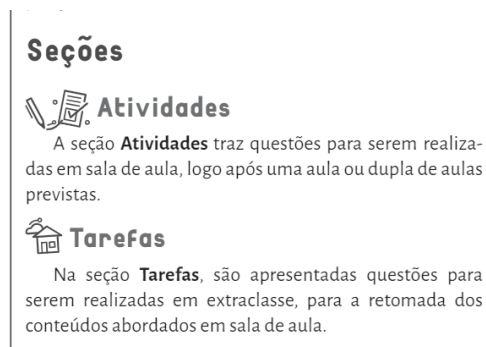 Seções
Atividades
A seção Atividades traz questões para serem realiza-
das em sala de aula, logo após uma aula ou dupla de aulas
previstas.
Tarefas
Na seção Tarefas, são apresentadas questões para
serem realizadas em extraclasse, para a retomada dos
conteúdos abordados em sala de aula.